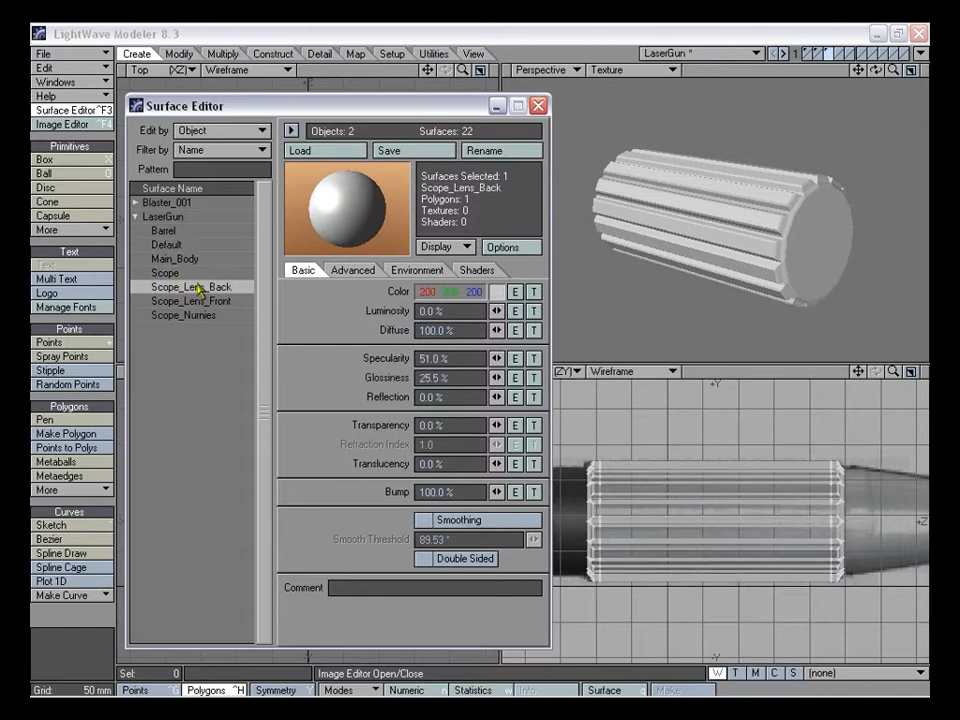 LightWave Modeler 8.3
File
Create Modify Multiply Construct Detail Map Setup Utilities View
LaserGun * 1
Edit
Top (XZ) Wireframe
Perspective Texture
Windows
Help
Surface Editor ^F3
Image Editor ^F4
Primitives
Box X
Ball O
Disc
Cone
Capsule
More
Text
Text
Multi Text
Logo
Manage Fonts
Points
Points +
Spray Points
Stipple
Random Points
Polygons
Pen
Make Polygon
Points to Polys
Metaballs
Metaedges
More
Curves
Sketch
Bezier
Spline Draw
Spline Cage
Plot 1D
Make Curve
Surface Editor
Edit by Object
Filter by Name
Pattern
Surface Name
Blaster_001
LaserGun
Barrel
Default
Main_Body
Scope
Scope_Lens_Back
Scope_Lens_Front
Scope_Nurnies
Objects: 2 Surfaces: 22
Load Save Rename
Surfaces Selected: 1
Scope_Lens_Back
Polygons: 1
Textures: 0
Shaders: 0
Display Options
Basic Advanced Environment Shaders
Color 200 200 200 E T
Luminosity 0.0 % E T
Diffuse 100.0 % E T
Specularity 51.0 % E T
Glossiness 25.5 % E T
Reflection 0.0 % E T
Transparency 0.0 % E T
Refraction Index 1.0 E T
Translucency 0.0 % E T
Bump 100.0 % E T
Smoothing
Smooth Threshold 89.53 °
Double Sided
Comment
(ZY) Wireframe
+Y
+Z
-Y
Sel: 0 Image Editor Open/Close W T M C S (none)
Grid: 50 mm Points ^G Polygons ^H Symmetry Y Modes Numeric n Statistics w Info i Surface q Make